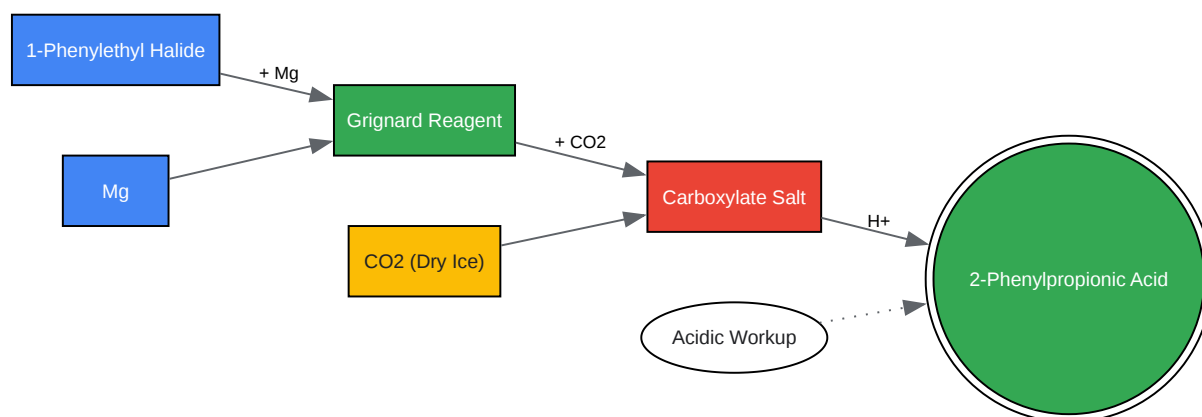 1-Phenylethyl Halide
+ Mg
Mg
Grignard Reagent
+ CO2
CO2 (Dry Ice)
Carboxylate Salt
H+
Acidic Workup
2-Phenylpropionic Acid